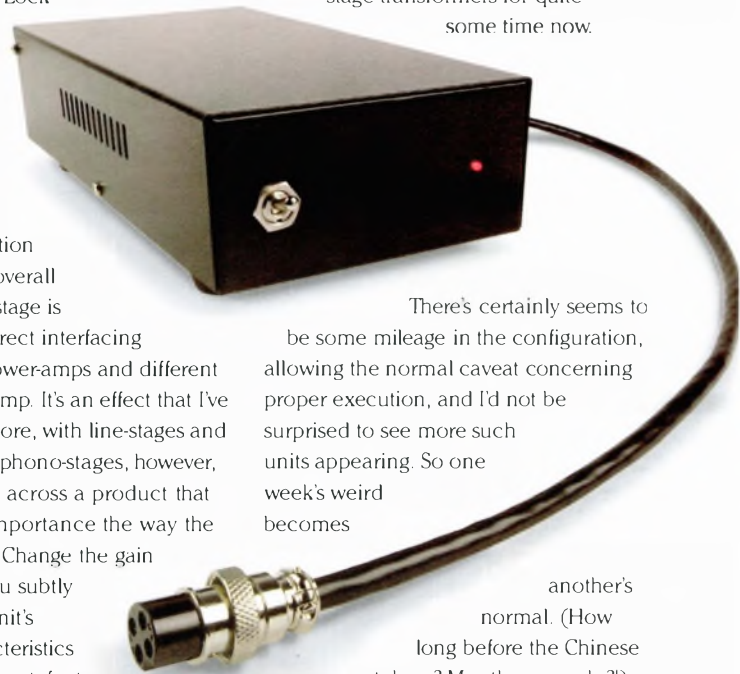 stage transformers for quite
some time now.
tion
overall
stage is
rect interfacing
ower-amps and different
mp. It's an effect that I've
ore, with line-stages and
phono-stages, however,
across a product that
mportance the way the
Change the gain
u subtly
nit's
cteristics
There's certainly seems to
be some mileage in the configuration,
allowing the normal caveat concerning
proper execution, and I'd not be
surprised to see more such
units appearing. So one
week's weird
becomes
another's
normal. (How
long before the Chinese